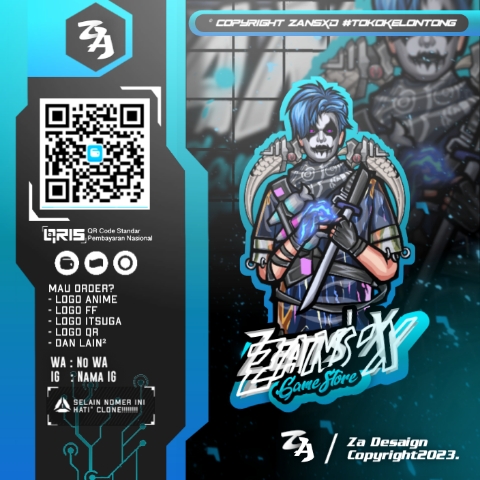 ZA
° COPYRIGHT ZANSXD #TOKOKELONTONG
QRIS QR Code Standar
Pembayaran Nasional
MAU ORDER?
- LOGO ANIME
- LOGO FF
- LOGO ITSUGA
- LOGO QR
- DAN LAIN²
WA : No WA
IG : Nama IG
SELAIN NOMER INI
HATI" CLONE!!!!!!!!
ZANS'X
Game Store
ZA / Za Desaign
Copyright2023.